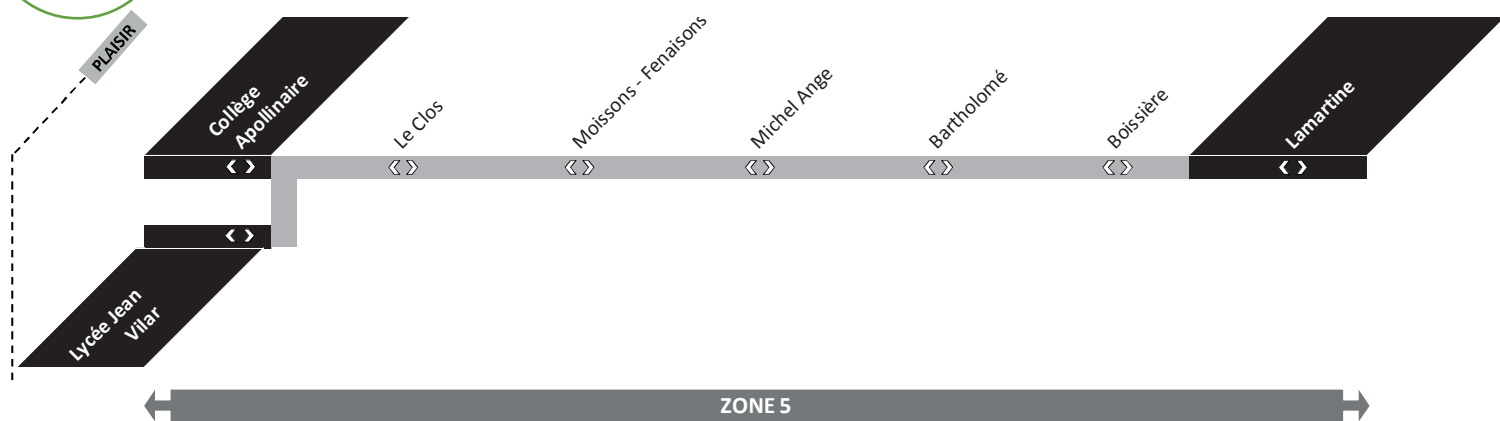 PLAISIR
Collège
Apollinaire
Le Clos
Moissons - Fenaisons
Michel Ange
Bartholomé
Boissière
Lamartine
Lycée Jean
Vilar
ZONE 5